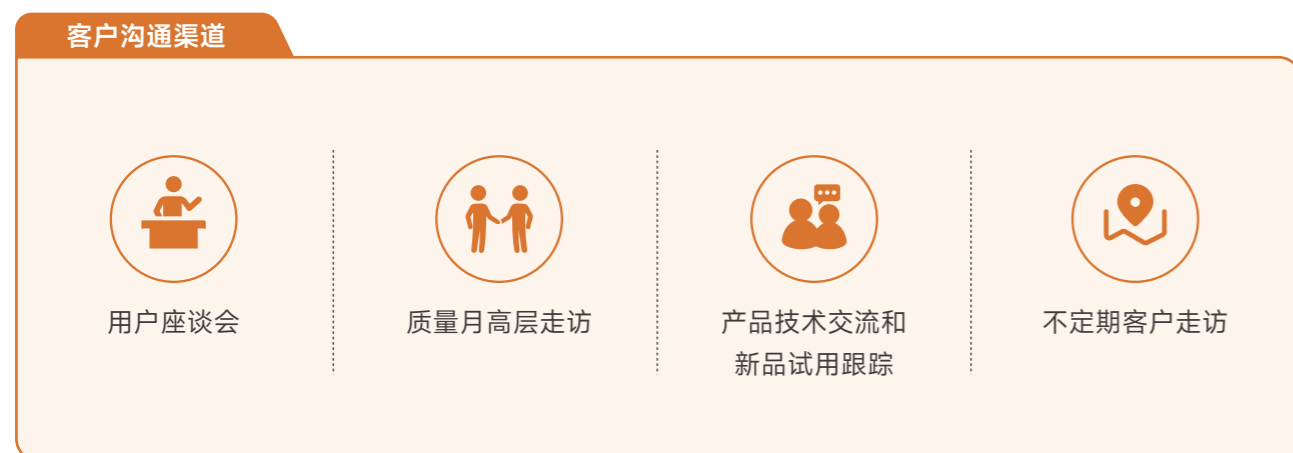 客户沟通渠道
用户座谈会
质量月高层走访
产品技术交流和
新品试用跟踪
不定期客户走访